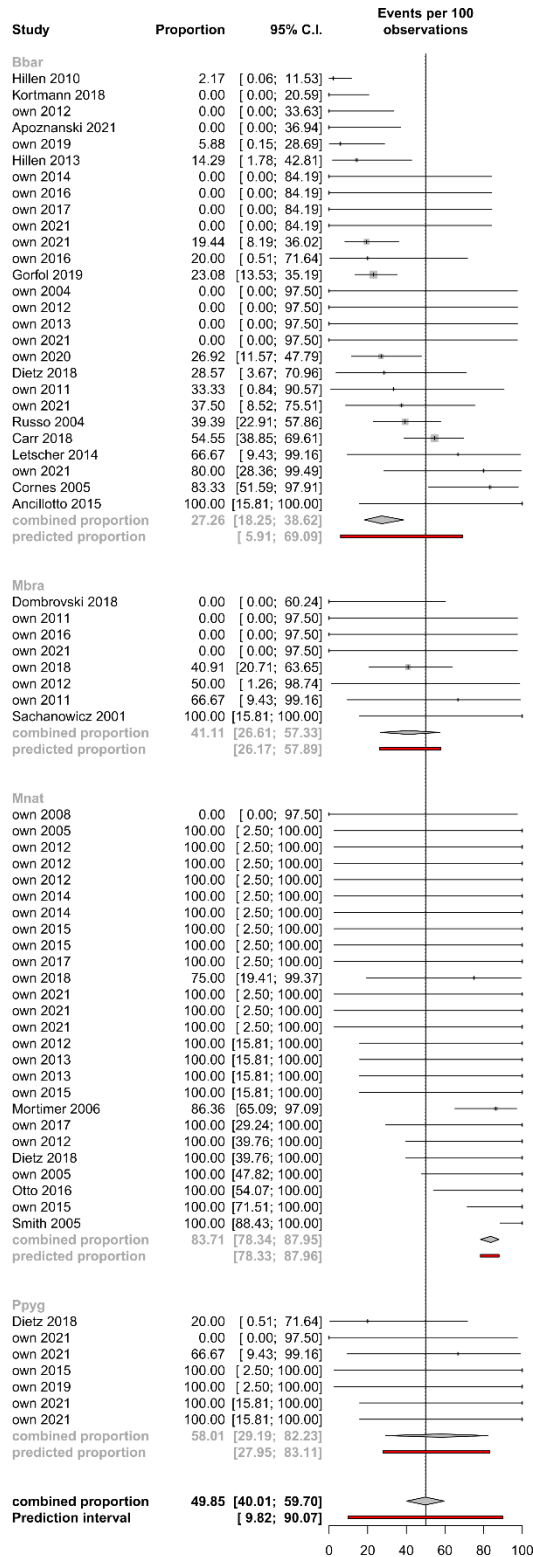 Events per 100
Study Proportion 95% C.I. observations
Bbar
Hillen 2010 2.17 [ 0.06; 11.53]
Kortmann 2018 0.00 [ 0.00; 20.59]
own 2012 0.00 [ 0.00; 33.63]
Apoznanski 2021 0.00 [ 0.00; 36.94]
own 2019 5.88 [ 0.15; 28.69]
Hillen 2013 14.29 [ 1.78; 42.81]
own 2014 0.00 [ 0.00; 84.19]
own 2016 0.00 [ 0.00; 84.19]
own 2017 0.00 [ 0.00; 84.19]
own 2021 0.00 [ 0.00; 84.19]
own 2021 19.44 [ 8.19; 36.02]
own 2016 20.00 [ 0.51; 71.64]
Gorfol 2019 23.08 [13.53; 35.19]
own 2004 0.00 [ 0.00; 97.50]
own 2012 0.00 [ 0.00; 97.50]
own 2013 0.00 [ 0.00; 97.50]
own 2021 0.00 [ 0.00; 97.50]
own 2020 26.92 [11.57; 47.79]
Dietz 2018 28.57 [ 3.67; 70.96]
own 2011 33.33 [ 0.84; 90.57]
own 2021 37.50 [ 8.52; 75.51]
Russo 2004 39.39 [22.91; 57.86]
Carr 2018 54.55 [38.85; 69.61]
Letscher 2014 66.67 [ 9.43; 99.16]
own 2021 80.00 [28.36; 99.49]
Cornes 2005 83.33 [51.59; 97.91]
Ancillotto 2015 100.00 [15.81; 100.00]
combined proportion 27.26 [18.25; 38.62]
predicted proportion [ 5.91; 69.09]
Mbra
Dombrovski 2018 0.00 [ 0.00; 60.24]
own 2011 0.00 [ 0.00; 97.50]
own 2016 0.00 [ 0.00; 97.50]
own 2021 0.00 [ 0.00; 97.50]
own 2018 40.91 [20.71; 63.65]
own 2012 50.00 [ 1.26; 98.74]
own 2011 66.67 [ 9.43; 99.16]
Sachanowicz 2001 100.00 [15.81; 100.00]
combined proportion 41.11 [26.61; 57.33]
predicted proportion [26.17; 57.89]
Mnat
own 2008 0.00 [ 0.00; 97.50]
own 2005 100.00 [ 2.50; 100.00]
own 2012 100.00 [ 2.50; 100.00]
own 2012 100.00 [ 2.50; 100.00]
own 2012 100.00 [ 2.50; 100.00]
own 2014 100.00 [ 2.50; 100.00]
own 2014 100.00 [ 2.50; 100.00]
own 2015 100.00 [ 2.50; 100.00]
own 2015 100.00 [ 2.50; 100.00]
own 2017 100.00 [ 2.50; 100.00]
own 2018 75.00 [19.41; 99.37]
own 2021 100.00 [ 2.50; 100.00]
own 2021 100.00 [ 2.50; 100.00]
own 2021 100.00 [ 2.50; 100.00]
own 2012 100.00 [15.81; 100.00]
own 2013 100.00 [15.81; 100.00]
own 2013 100.00 [15.81; 100.00]
own 2015 100.00 [15.81; 100.00]
Mortimer 2006 86.36 [65.09; 97.09]
own 2017 100.00 [29.24; 100.00]
own 2012 100.00 [39.76; 100.00]
Dietz 2018 100.00 [39.76; 100.00]
own 2005 100.00 [47.82; 100.00]
Otto 2016 100.00 [54.07; 100.00]
own 2015 100.00 [71.51; 100.00]
Smith 2005 100.00 [88.43; 100.00]
combined proportion 83.71 [78.34; 87.95]
predicted proportion [78.33; 87.96]
Ppyg
Dietz 2018 20.00 [ 0.51; 71.64]
own 2021 0.00 [ 0.00; 97.50]
own 2021 66.67 [ 9.43; 99.16]
own 2015 100.00 [ 2.50; 100.00]
own 2019 100.00 [ 2.50; 100.00]
own 2021 100.00 [15.81; 100.00]
own 2021 100.00 [15.81; 100.00]
combined proportion 58.01 [29.19; 82.23]
predicted proportion [27.95; 83.11]
combined proportion 49.85 [40.01; 59.70]
Prediction interval [ 9.82; 90.07]
0 20 40 60 80 100